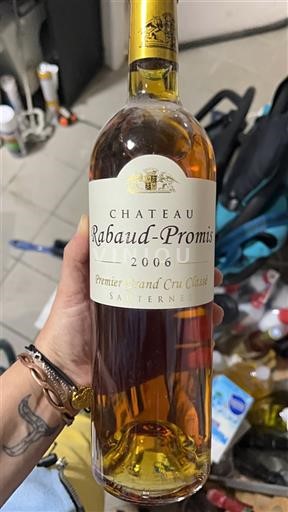 CHATEAU
Rabaud-Promis
2006
Premier Grand Cru Classé
SAUTERNES